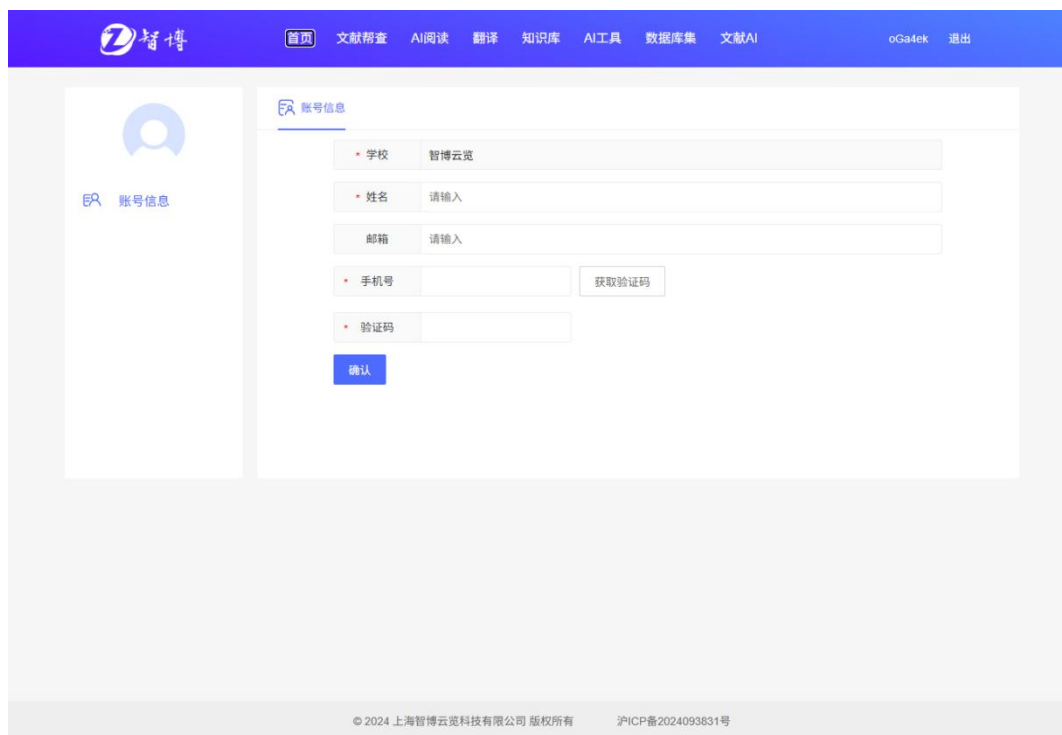 智博 首页 文献帮查 AI阅读 翻译 知识库 AI工具 数据库集 文献AI oGa4ek 退出
账号信息
账号信息
* 学校 智博云览
* 姓名 请输入
邮箱 请输入
* 手机号 获取验证码
* 验证码
确认
© 2024 上海智博云览科技有限公司 版权所有 沪ICP备2024093831号